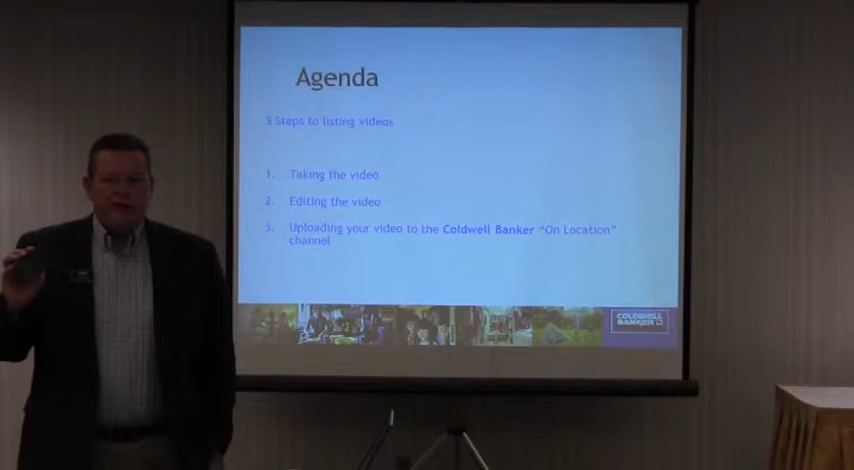 Agenda
3 Steps to listing videos
1. Taking the video
2. Editing the video
3. Uploading your video to the Coldwell Banker “On Location”
channel
COLDWELL
BANKER